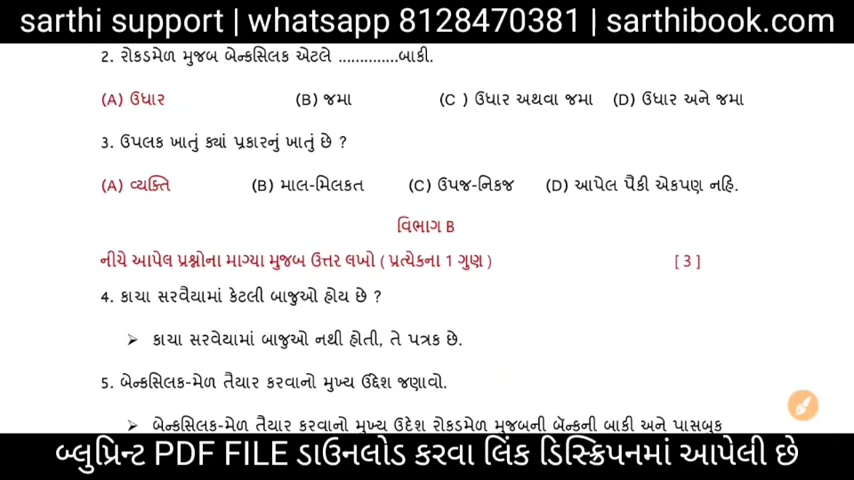 sarthi support | whatsapp 8128470381 | sarthibook.com
2. રોકડમેળ મુજબ બેન્કસિલક એટલે ..............બાકી.
(A) ઉધાર (B) જમા (C ) ઉધાર અથવા જમા (D) ઉધાર અને જમા
3. ઉપલક ખાતું ક્યાં પ્રકારનું ખાતું છે ?
(A) વ્યક્તિ (B) માલ-મિલકત (C) ઉપજ-નિકજ (D) આપેલ પૈકી એકપણ નહિ.
વિભાગ B
નીચે આપેલ પ્રશ્નોના માગ્યા મુજબ ઉત્તર લખો ( પ્રત્યેકના 1 ગુણ ) [ 3 ]
4. કાચા સરવૈયામાં કેટલી બાજુઓ હોય છે ?
➢ કાચા સરવેયામાં બાજુઓ નથી હોતી, તે પત્રક છે.
5. બેન્કસિલક-મેળ તૈયાર કરવાનો મુખ્ય ઉદ્દેશ જણાવો.
➢ બેન્કસિલક-મેળ તૈયાર કરવાનો મુખ્ય ઉદેશ રોકડમેળ મુજબની બૅન્કની બાકી અને પાસબુક
બ્લુપ્રિન્ટ PDF FILE ડાઉનલોડ કરવા લિંક ડિસ્ક્રિપનમાં આપેલી છે